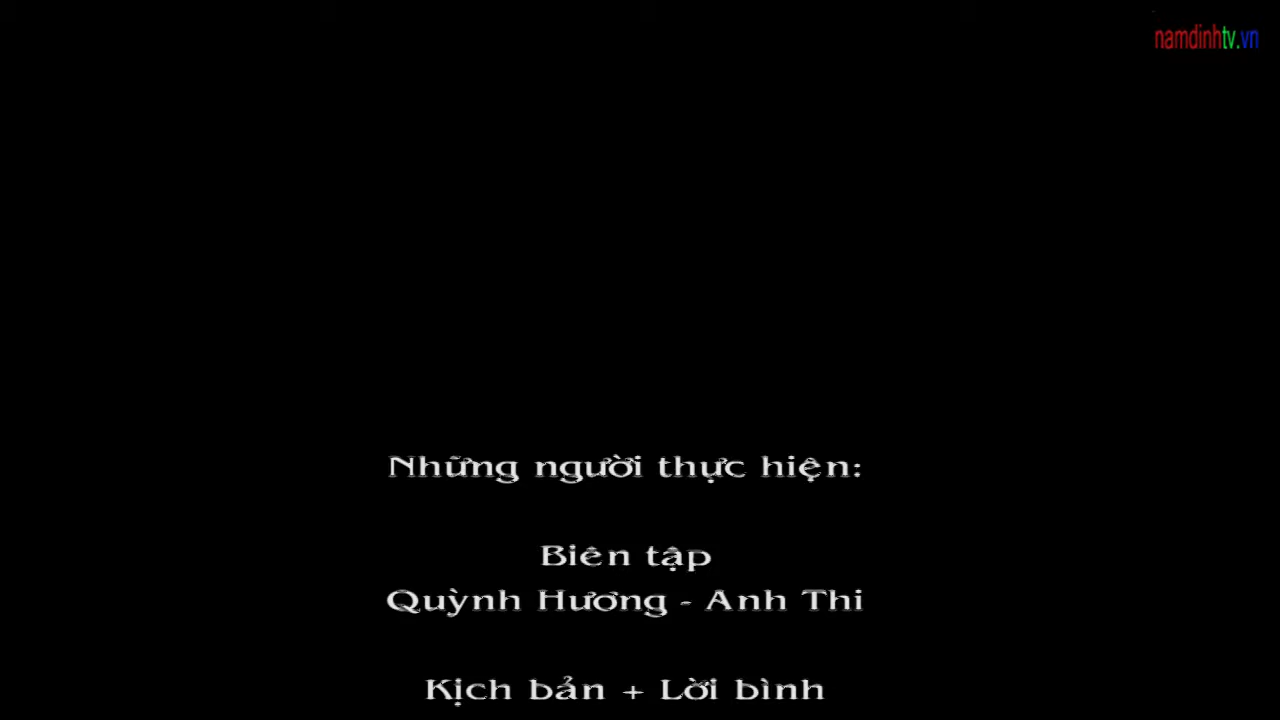 namdinhtv.vn
Những người thực hiện:
Biên tập
Quỳnh Hương - Anh Thi
Kịch bản + Lời bình